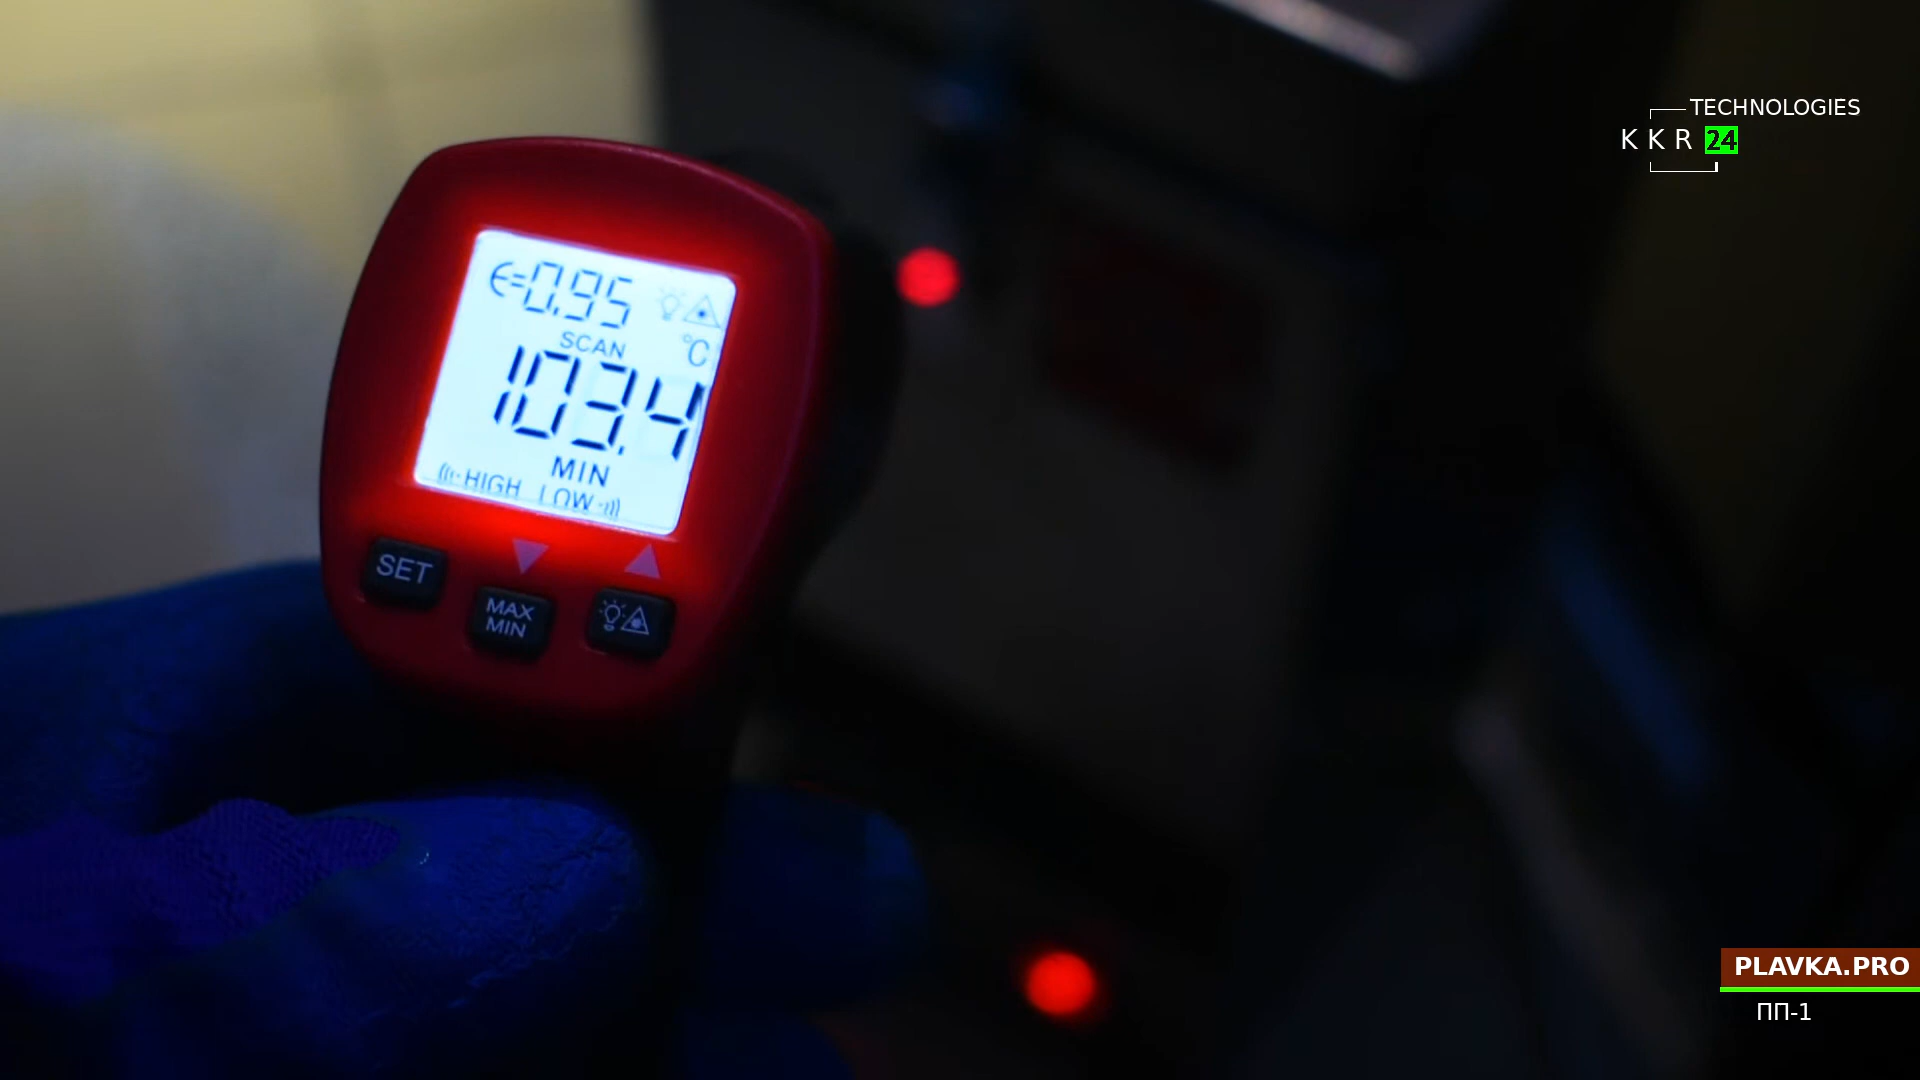 TECHNOLOGIES
KKR 24
ϵ=0.95
°C
SCAN
103.4
MIN
HIGH LOW
SET
MAX
MIN
PLAVKA.PRO
ПП-1